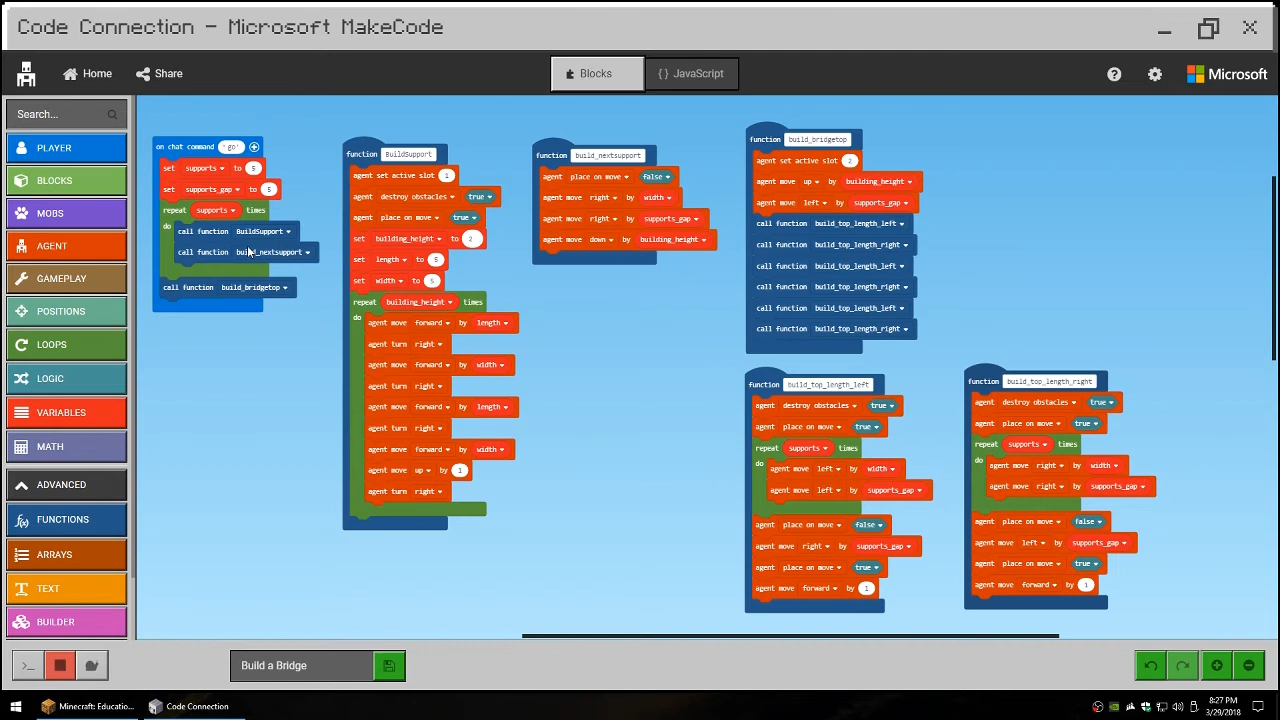 Code Connection - Microsoft MakeCode
Home
Share
Blocks
{} JavaScript
?
Microsoft
Search...
PLAYER
BLOCKS
MOBS
AGENT
GAMEPLAY
POSITIONS
LOOPS
LOGIC
VARIABLES
MATH
ADVANCED
FUNCTIONS
ARRAYS
TEXT
BUILDER
on chat command "go"
set supports to 5
set supports_gap to 5
repeat supports times
do
call function BuildSupport
call function build_nextsupport
call function build_bridgetop
function BuildSupport
agent set active slot 1
agent destroy obstacles true
agent place on move true
set building_height to 2
set length to 5
set width to 5
repeat building_height times
do
agent move forward by length
agent turn right
agent move forward by width
agent turn right
agent move forward by length
agent turn right
agent move forward by width
agent move up by 1
agent turn right
function build_nextsupport
agent place on move false
agent move right by width
agent move right by supports_gap
agent move down by building_height
function build_bridgetop
agent set active slot 2
agent move up by building_height
agent move left by supports_gap
call function build_top_length_left
call function build_top_length_right
call function build_top_length_left
call function build_top_length_right
call function build_top_length_left
call function build_top_length_right
function build_top_length_left
agent destroy obstacles true
agent place on move true
repeat supports times
do
agent move left by width
agent move left by supports_gap
agent place on move false
agent move right by supports_gap
agent place on move true
agent move forward by 1
function build_top_length_right
agent destroy obstacles true
agent place on move true
repeat supports times
do
agent move right by width
agent move right by supports_gap
agent place on move false
agent move left by supports_gap
agent place on move true
agent move forward by 1
>_
Build a Bridge
Minecraft: Educatio...
Code Connection
8:27 PM
3/29/2018